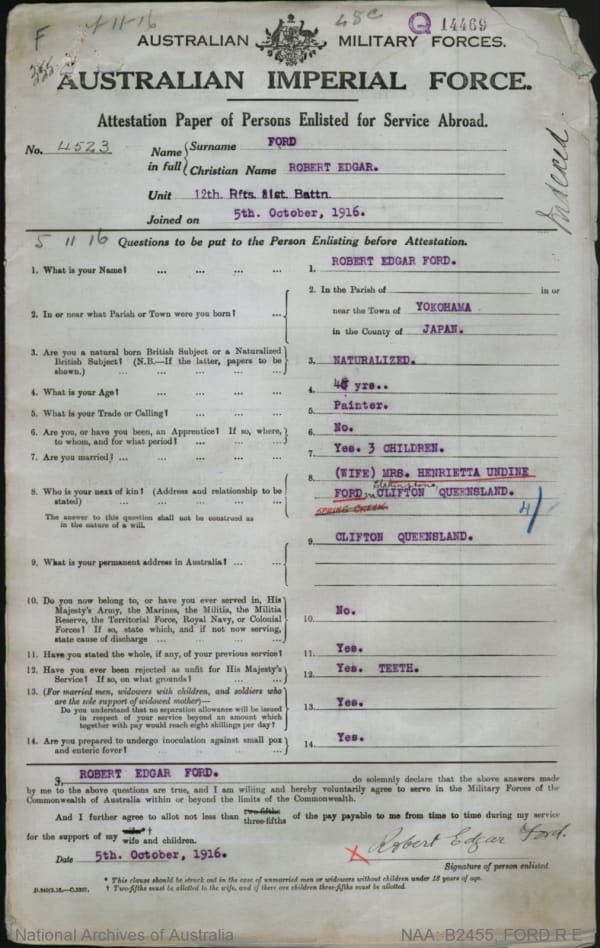 F
11-16
48c
Q 14469
AUSTRALIAN MILITARY FORCES.
AUSTRALIAN IMPERIAL FORCE.
Attestation Paper of Persons Enlisted for Service Abroad.
Indexed.
No. 4523
Name in full { Surname FORD
Christian Name ROBERT EDGAR.
Unit 12th. Rfts. 31st. Battn.
Joined on 5th. October, 1916.
5 11 16 Questions to be put to the Person Enlisting before Attestation.
1. What is your Name? ... ... ... ... 1. ROBERT EDGAR FORD.
2. In or near what Parish or Town were you born? ... 2. In the Parish of in or
near the Town of YOKOHAMA
in the County of JAPAN.
3. Are you a natural born British Subject or a Naturalized
British Subject? (N.B.—If the latter, papers to be
shown.) ... ... ... ... 3. NATURALIZED.
4. What is your Age? ... ... ... ... 4. yrs..
5. What is your Trade or Calling? ... ... ... 5. Painter.
6. Are you, or have you been, an Apprentice? If so, where,
to whom, and for what period? ... ... ... 6. No.
7. Are you married? ... ... ... ... 7. Yes. 3 CHILDREN.
8. Who is your next of kin? (Address and relationship to be
stated) ... ... ... ...
The answer to this question shall not be construed as
in the nature of a will.
8. (WIFE) MRS. HENRIETTA UNDINE
FORD CLIFTON QUEENSLAND.
SPRING CREEK
4/
9. What is your permanent address in Australia? ... ... 9. CLIFTON QUEENSLAND.
10. Do you now belong to, or have you ever served in, His
Majesty's Army, the Marines, the Militia, the Militia
Reserve, the Territorial Force, Royal Navy, or Colonial
Forces? If so, state which, and if not now serving,
state cause of discharge ... ... ... 10. No.
11. Have you stated the whole, if any, of your previous service? 11. Yes.
12. Have you ever been rejected as unfit for His Majesty's
Service? If so, on what grounds? ... ... 12. Yes. TEETH.
13. (For married men, widowers with children, and soldiers who
are the sole support of widowed mother)—
Do you understand that no separation allowance will be issued
in respect of your service beyond an amount which
together with pay would reach eight shillings per day? 13. Yes.
14. Are you prepared to undergo inoculation against small pox
and enteric fever? ... ... ... ... 14. Yes.
I, ROBERT EDGAR FORD. do solemnly declare that the above answers made
by me to the above questions are true, and I am willing and hereby voluntarily agree to serve in the Military Forces of the
Commonwealth of Australia within or beyond the limits of the Commonwealth.
And I further agree to allot not less than two-fifths three-fifths of the pay payable to me from time to time during my service
for the support of my wife* † wife and children.
Date 5th. October, 1916.
X Robert Edgar Ford.
Signature of person enlisted.
* This clause should be struck out in the case of unmarried men or widowers without children under 18 years of age.
† Two-fifths must be allotted to the wife, and if there are children three-fifths must be allotted.
National Archives of Australia
NAA: B2455, FORD R E